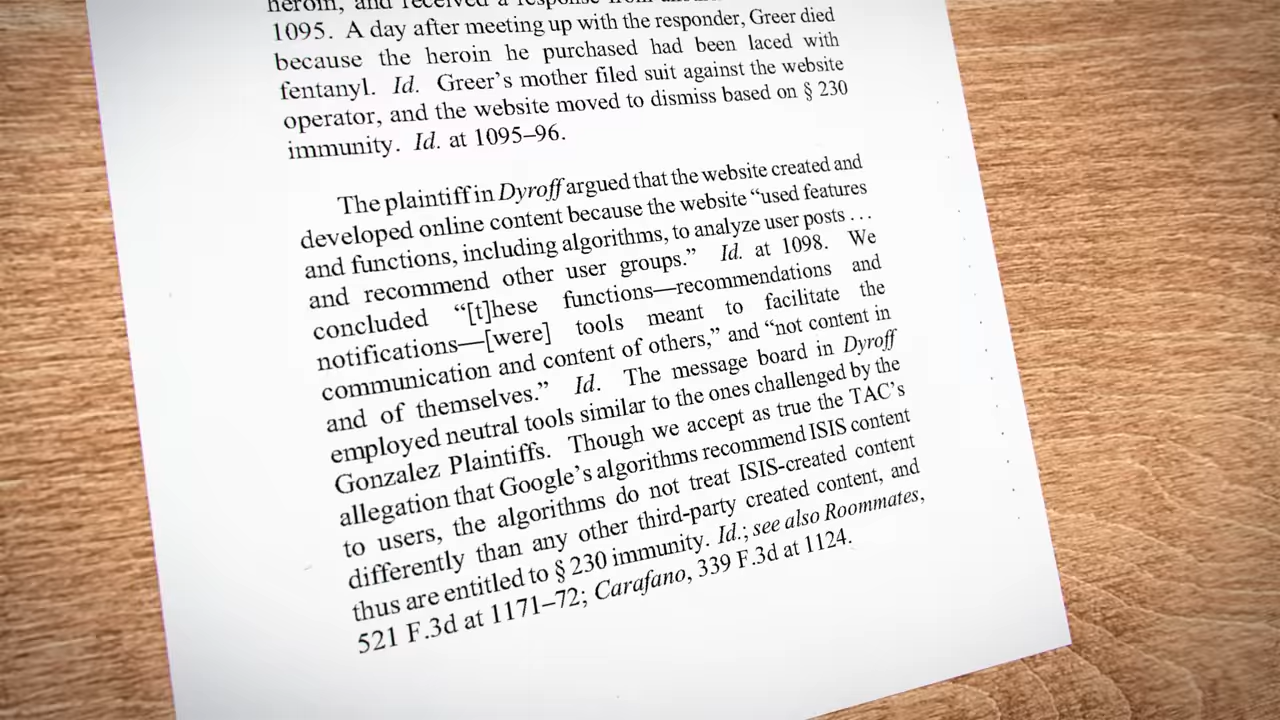 heroin, and received a response from
1095. A day after meeting up with the responder, Greer died
because the heroin he purchased had been laced with
fentanyl. Id. Greer's mother filed suit against the website
operator, and the website moved to dismiss based on § 230
immunity. Id. at 1095–96.
The plaintiff in Dyroff argued that the website created and
developed online content because the website “used features
and functions, including algorithms, to analyze user posts . . .
and recommend other user groups.” Id. at 1098. We
concluded “[t]hese functions—recommendations and
notifications—[were] tools meant to facilitate the
communication and content of others,” and “not content in
and of themselves.” Id. The message board in Dyroff
employed neutral tools similar to the ones challenged by the
Gonzalez Plaintiffs. Though we accept as true the TAC's
allegation that Google's algorithms recommend ISIS content
to users, the algorithms do not treat ISIS-created content
differently than any other third-party created content, and
thus are entitled to § 230 immunity. Id.; see also Roommates,
521 F.3d at 1171–72; Carafano, 339 F.3d at 1124.